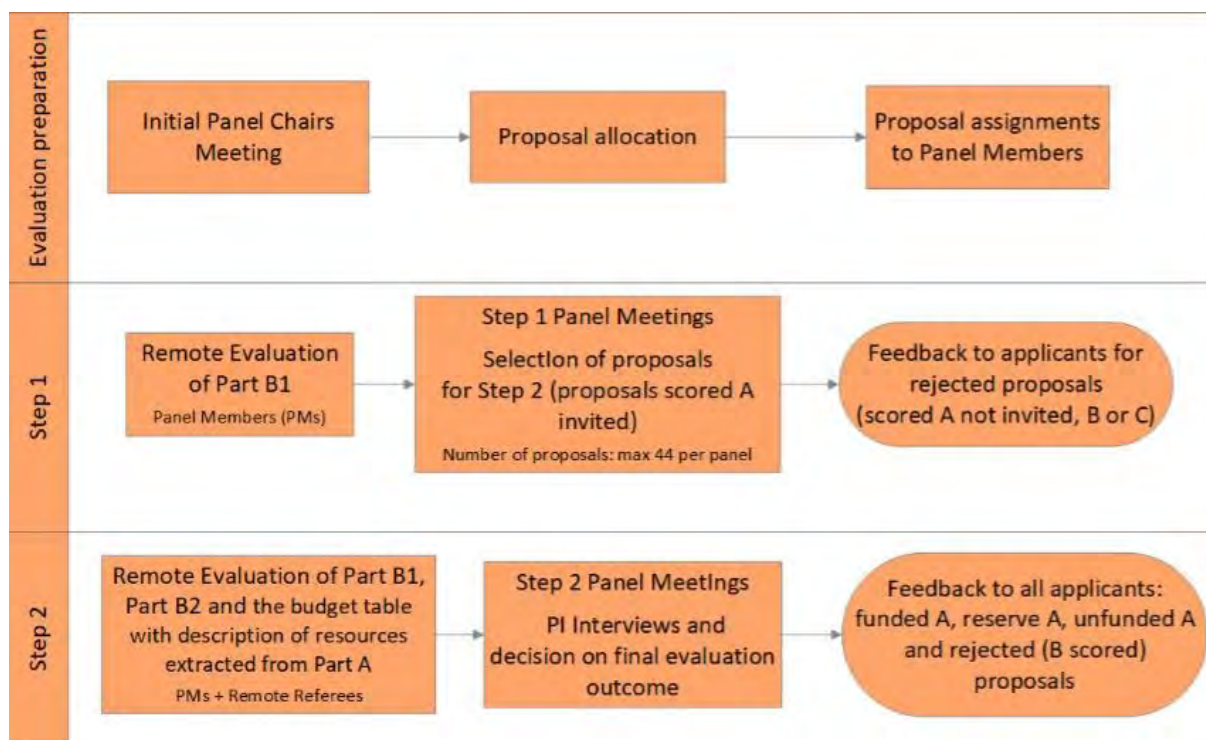 Evaluation preparation
Initial Panel Chairs
Meeting
Proposal allocation
Proposal assignments
to Panel Members
Step 1
Remote Evaluation
of Part B1
Panel Members (PMs)
Step 1 Panel Meetings
SelectIon of proposals
for Step 2 (proposals scored A
invited)
Number of proposals: max 44 per panel
Feedback to applicants for
rejected proposals
(scored A not invited, B or C)
Step 2
Remote Evaluation of Part B1,
Part B2 and the budget table
with description of resources
extracted from Part A
PMs + Remote Referees
Step 2 Panel MeetIngs
PI Interviews and
decision on final evaluation
outcome
Feedback to all applicants:
funded A, reserve A, unfunded A
and rejected (B scored)
proposals